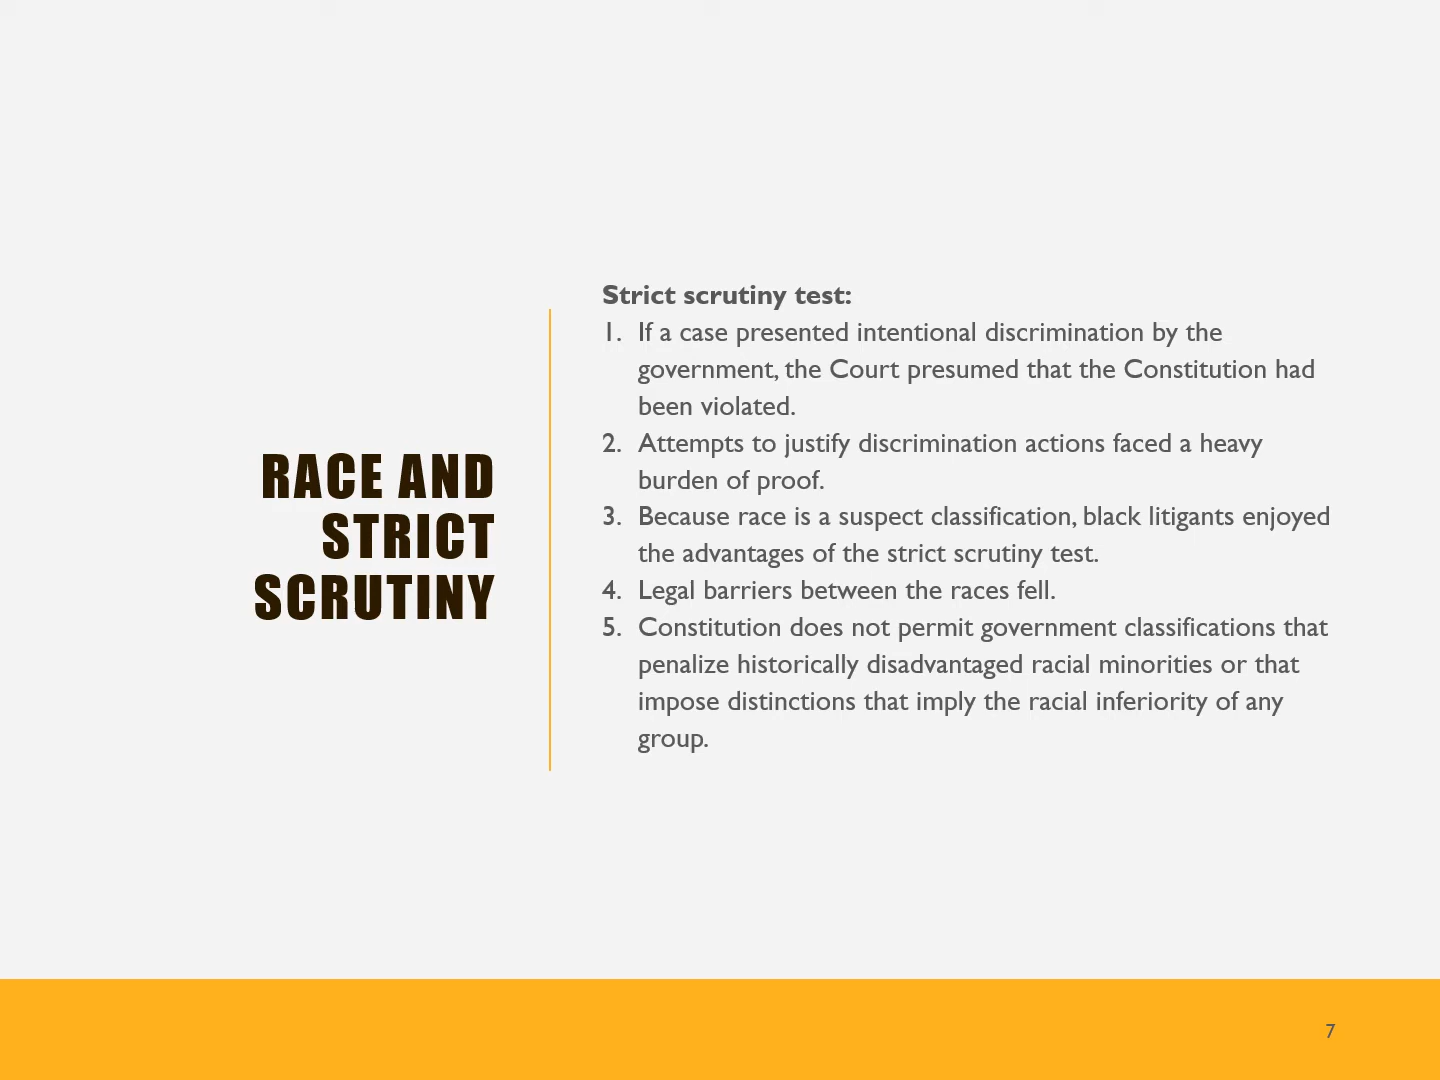 RACE AND
STRICT
SCRUTINY
Strict scrutiny test:
1. If a case presented intentional discrimination by the
government, the Court presumed that the Constitution had
been violated.
2. Attempts to justify discrimination actions faced a heavy
burden of proof.
3. Because race is a suspect classification, black litigants enjoyed
the advantages of the strict scrutiny test.
4. Legal barriers between the races fell.
5. Constitution does not permit government classifications that
penalize historically disadvantaged racial minorities or that
impose distinctions that imply the racial inferiority of any
group.
7